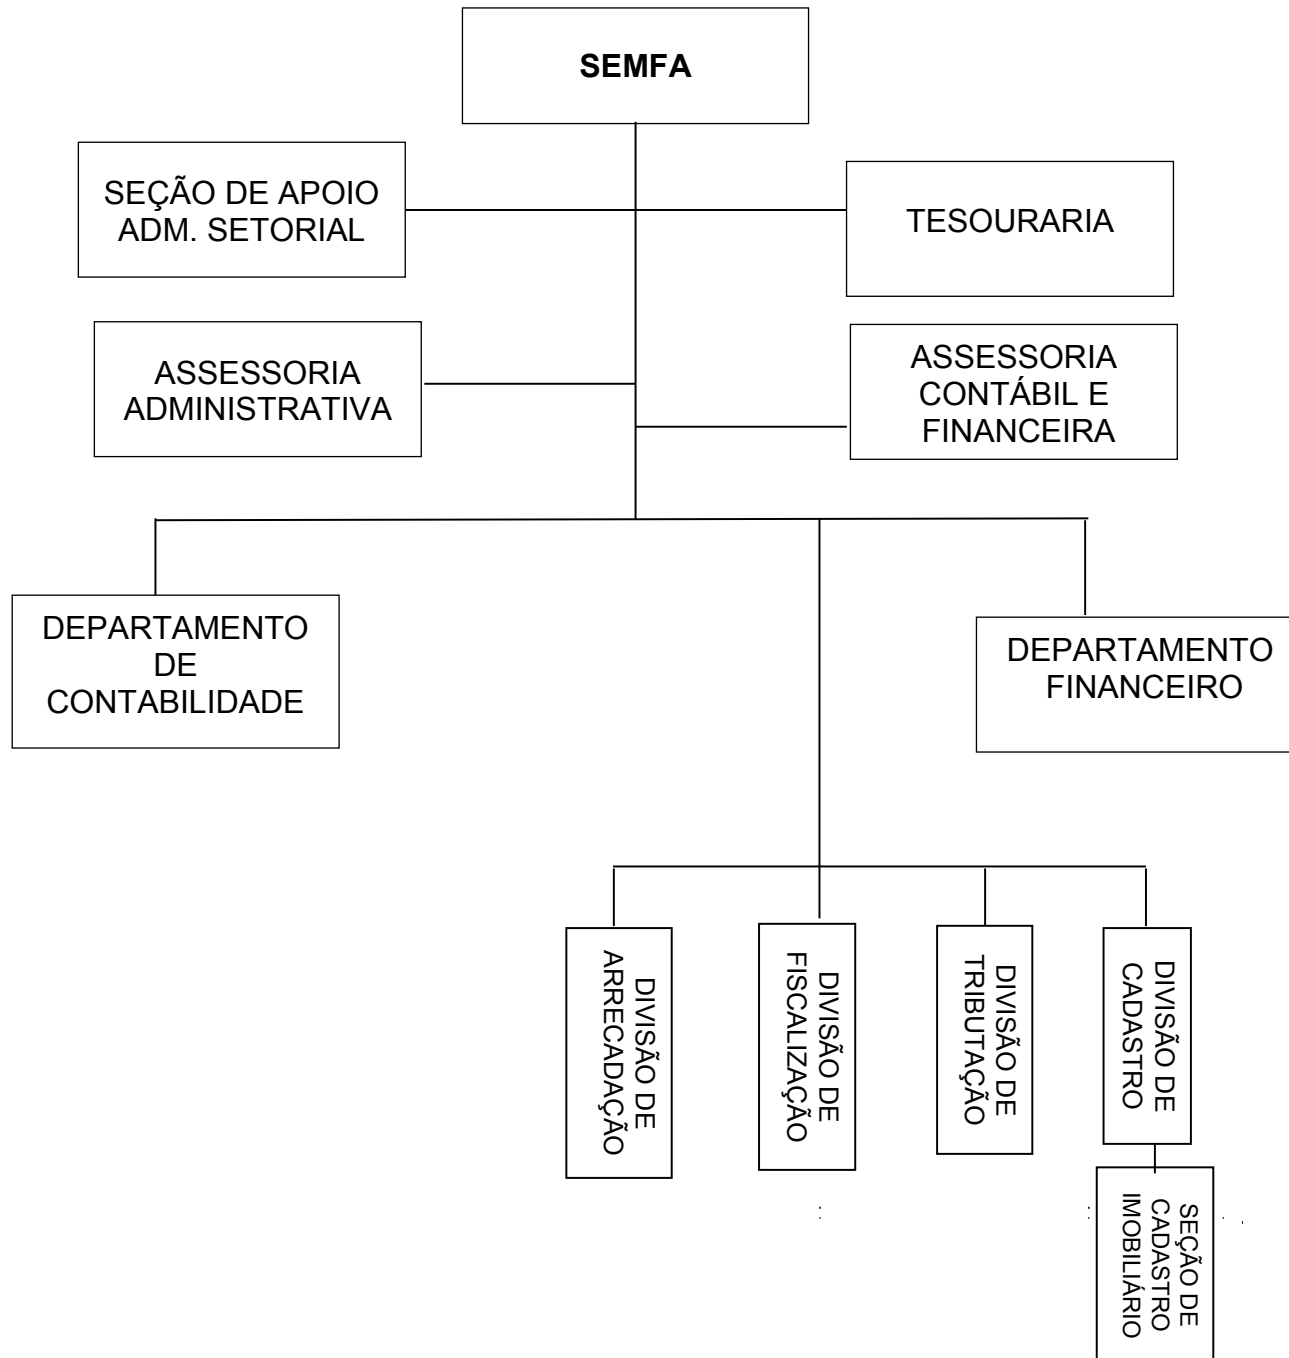 SEMFA
SEÇÃO DE APOIO
ADM. SETORIAL
TESOURARIA
ASSESSORIA
ADMINISTRATIVA
ASSESSORIA
CONTÁBIL E
FINANCEIRA
DEPARTAMENTO
DE
CONTABILIDADE
DEPARTAMENTO
FINANCEIRO
DIVISÃO DE
ARRECADAÇÃO
DIVISÃO DE
FISCALIZAÇÃO
DIVISÃO DE
TRIBUTAÇÃO
DIVISÃO DE
CADASTRO
SEÇÃO DE
CADASTRO
IMOBILIÁRIO